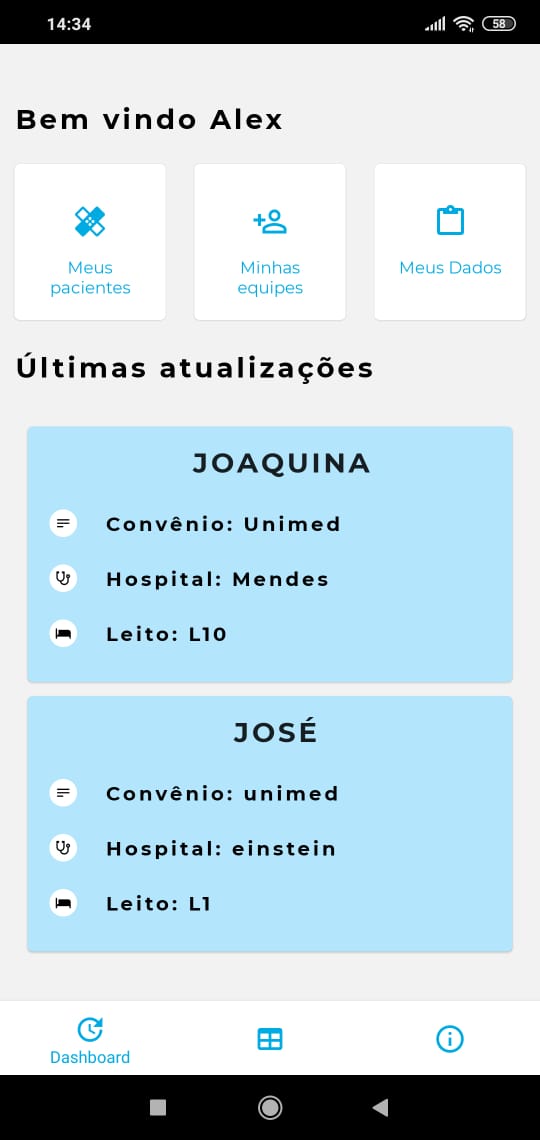 14:34
58
Bem vindo Alex
Meus
pacientes
Minhas
equipes
Meus Dados
Últimas atualizações
JOAQUINA
Convênio: Unimed
Hospital: Mendes
Leito: L10
JOSÉ
Convênio: unimed
Hospital: einstein
Leito: L1
Dashboard